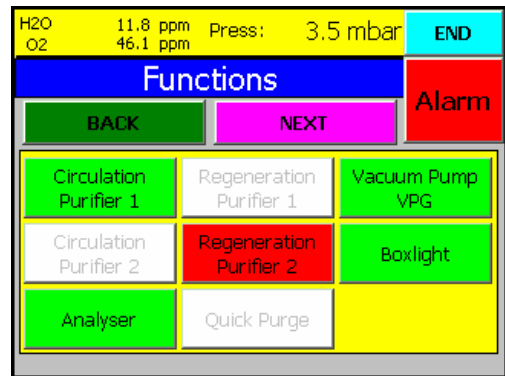 H2O 11.8 ppm Press: 3.5 mbar END
O2 46.1 ppm
Functions
Alarm
BACK NEXT
Circulation Purifier 1
Regeneration Purifier 1
Vacuum Pump VPG
Circulation Purifier 2
Regeneration Purifier 2
Boxlight
Analyser
Quick Purge